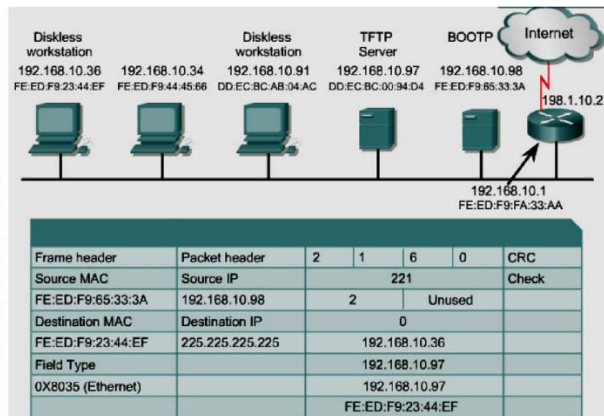 Diskless workstation
192.168.10.36
FE:ED:F9:23:44:EF
192.168.10.34
FE:ED:F9:44:45:66
Diskless workstation
192.168.10.91
DD:EC:BC:AB:04:AC
TFTP Server
192.168.10.97
DD:EC:BC:00:94:D4
BOOTP
192.168.10.98
FE:ED:F9:65:33:3A
Internet
198.1.10.2
192.168.10.1
FE:ED:F9:FA:33:AA
Frame header Packet header 2 1 6 0 CRC
Source MAC Source IP 221 Check
FE:ED:F9:65:33:3A 192.168.10.98 2 Unused
Destination MAC Destination IP 0
FE:ED:F9:23:44:EF 225.225.225.225 192.168.10.36
Field Type 192.168.10.97
0X8035 (Ethernet) 192.168.10.97
FE:ED:F9:23:44:EF